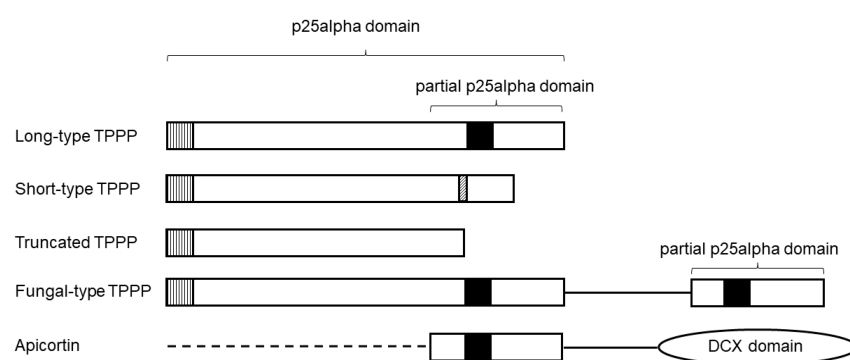 p25alpha domain
partial p25alpha domain
Long-type TPPP
Short-type TPPP
Truncated TPPP
partial p25alpha domain
Fungal-type TPPP
Apicortin
DCX domain